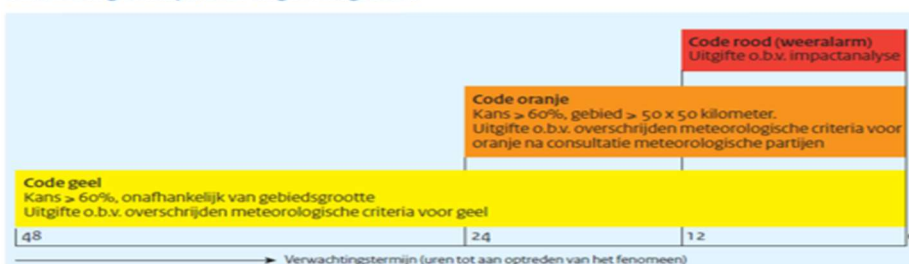 Code rood (weeralarm)
Uitgifte o.b.v. impactanalyse
Code oranje
Kans ≥ 60%, gebied ≥ 50 x 50 kilometer.
Uitgifte o.b.v. overschrijden meteorologische criteria voor
oranje na consultatie meteorologische partijen
Code geel
Kans ≥ 60%, onafhankelijk van gebiedsgrootte
Uitgifte o.b.v. overschrijden meteorologische criteria voor geel
48 24 12
Verwachtingstermijn (uren tot aan optreden van het fenomeen)